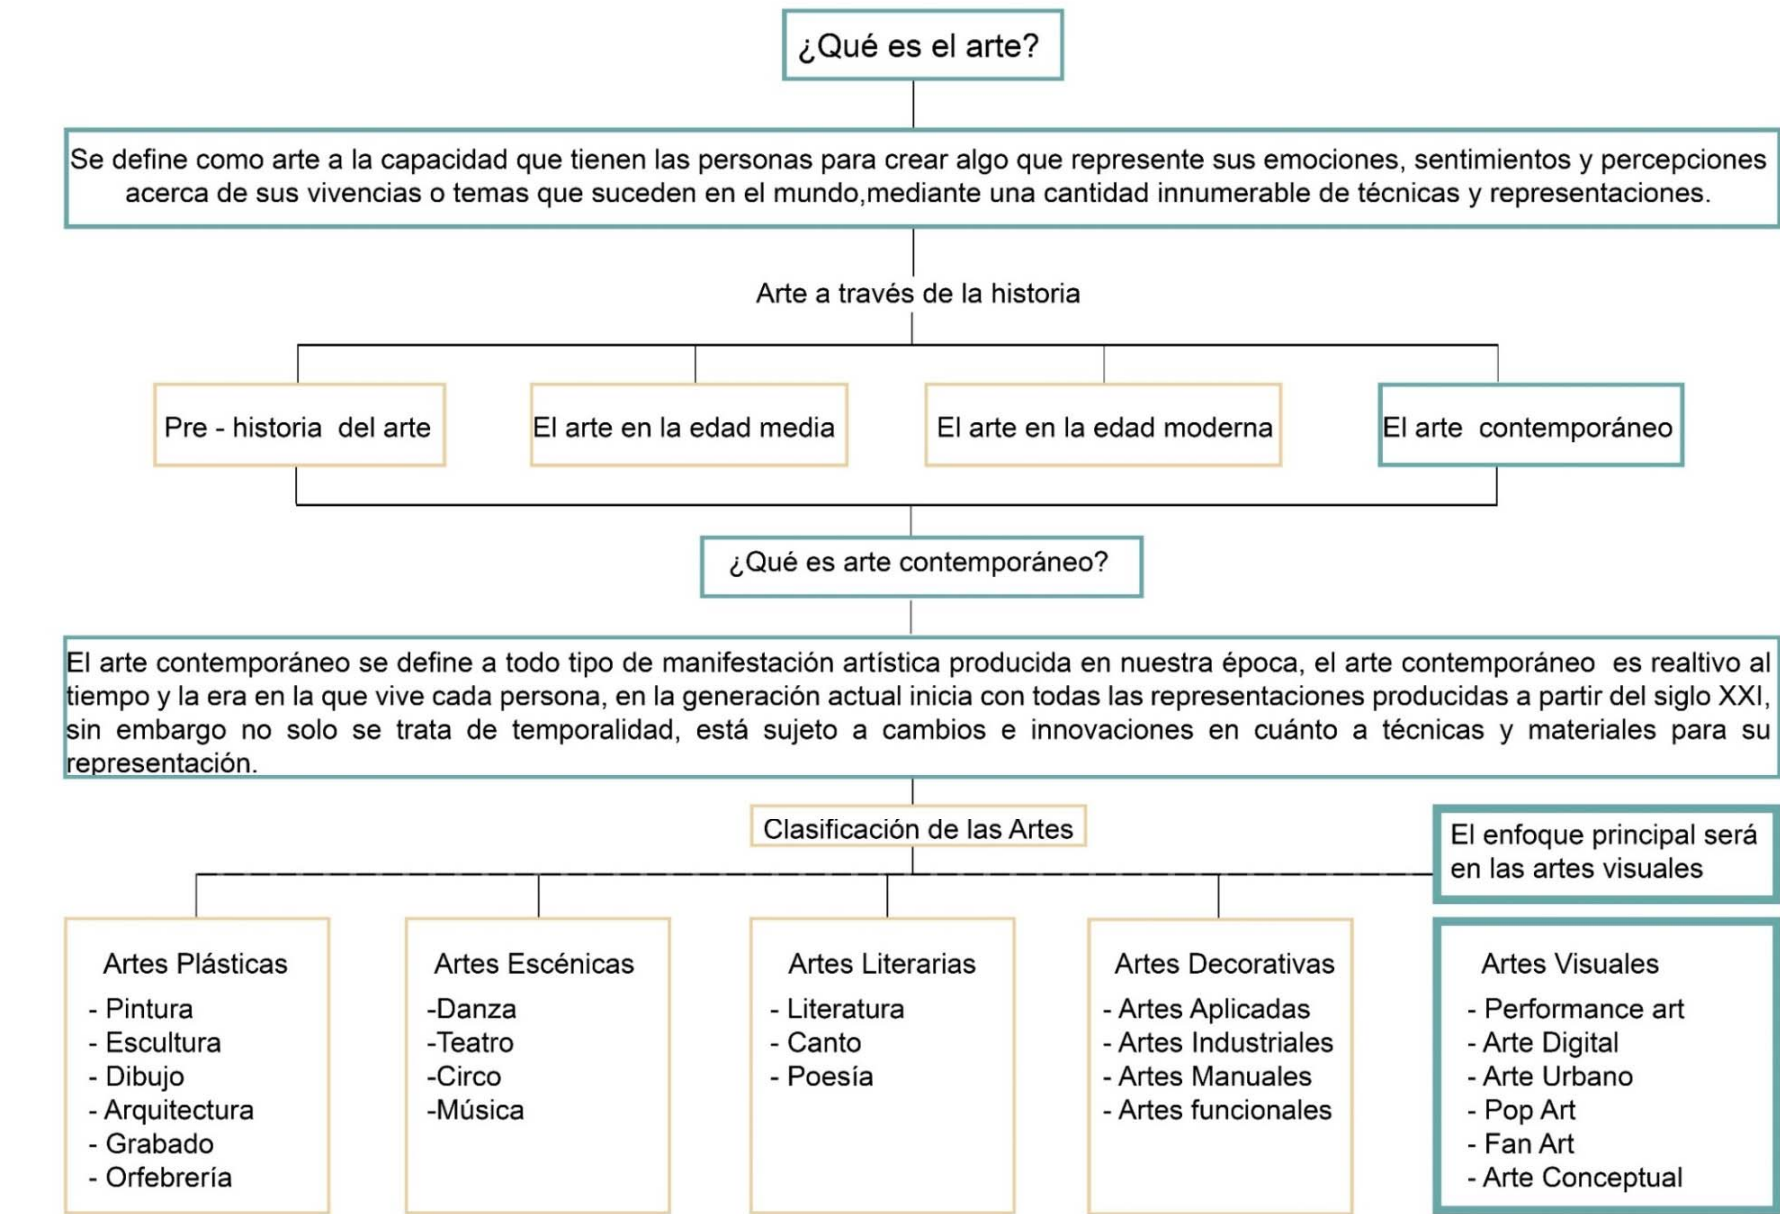 ¿Qué es el arte?
Se define como arte a la capacidad que tienen las personas para crear algo que represente sus emociones, sentimientos y percepciones
acerca de sus vivencias o temas que suceden en el mundo,mediante una cantidad innumerable de técnicas y representaciones.
Arte a través de la historia
Pre - historia del arte
El arte en la edad media
El arte en la edad moderna
El arte contemporáneo
¿Qué es arte contemporáneo?
El arte contemporáneo se define a todo tipo de manifestación artística producida en nuestra época, el arte contemporáneo es realtivo al
tiempo y la era en la que vive cada persona, en la generación actual inicia con todas las representaciones producidas a partir del siglo XXI,
sin embargo no solo se trata de temporalidad, está sujeto a cambios e innovaciones en cuánto a técnicas y materiales para su
representación.
Clasificación de las Artes
El enfoque principal será
en las artes visuales
Artes Plásticas
- Pintura
- Escultura
- Dibujo
- Arquitectura
- Grabado
- Orfebrería
Artes Escénicas
-Danza
-Teatro
-Circo
-Música
Artes Literarias
- Literatura
- Canto
- Poesía
Artes Decorativas
- Artes Aplicadas
- Artes Industriales
- Artes Manuales
- Artes funcionales
Artes Visuales
- Performance art
- Arte Digital
- Arte Urbano
- Pop Art
- Fan Art
- Arte Conceptual